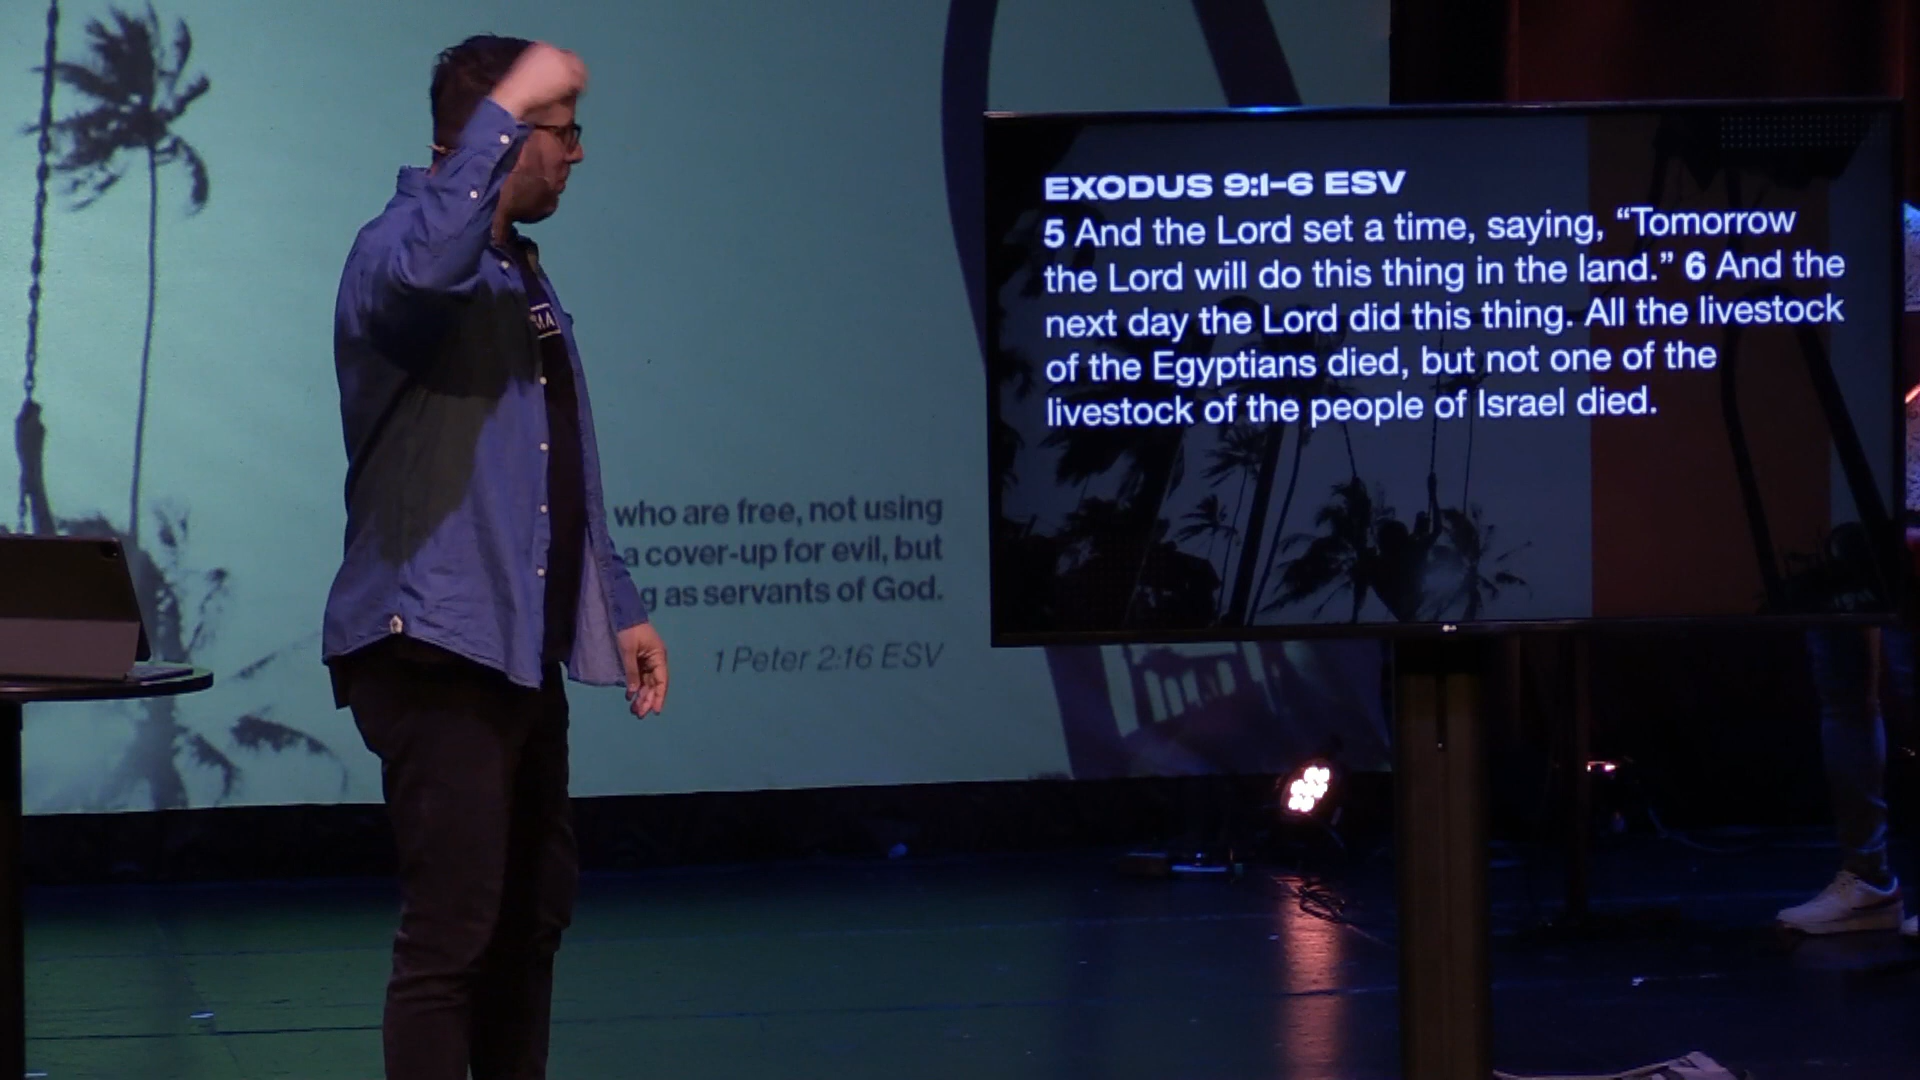 EXODUS 9:1-6 ESV
5 And the Lord set a time, saying, “Tomorrow
the Lord will do this thing in the land.” 6 And the
next day the Lord did this thing. All the livestock
of the Egyptians died, but not one of the
livestock of the people of Israel died.
who are free, not using
a cover-up for evil, but
as servants of God.
1 Peter 2:16 ESV